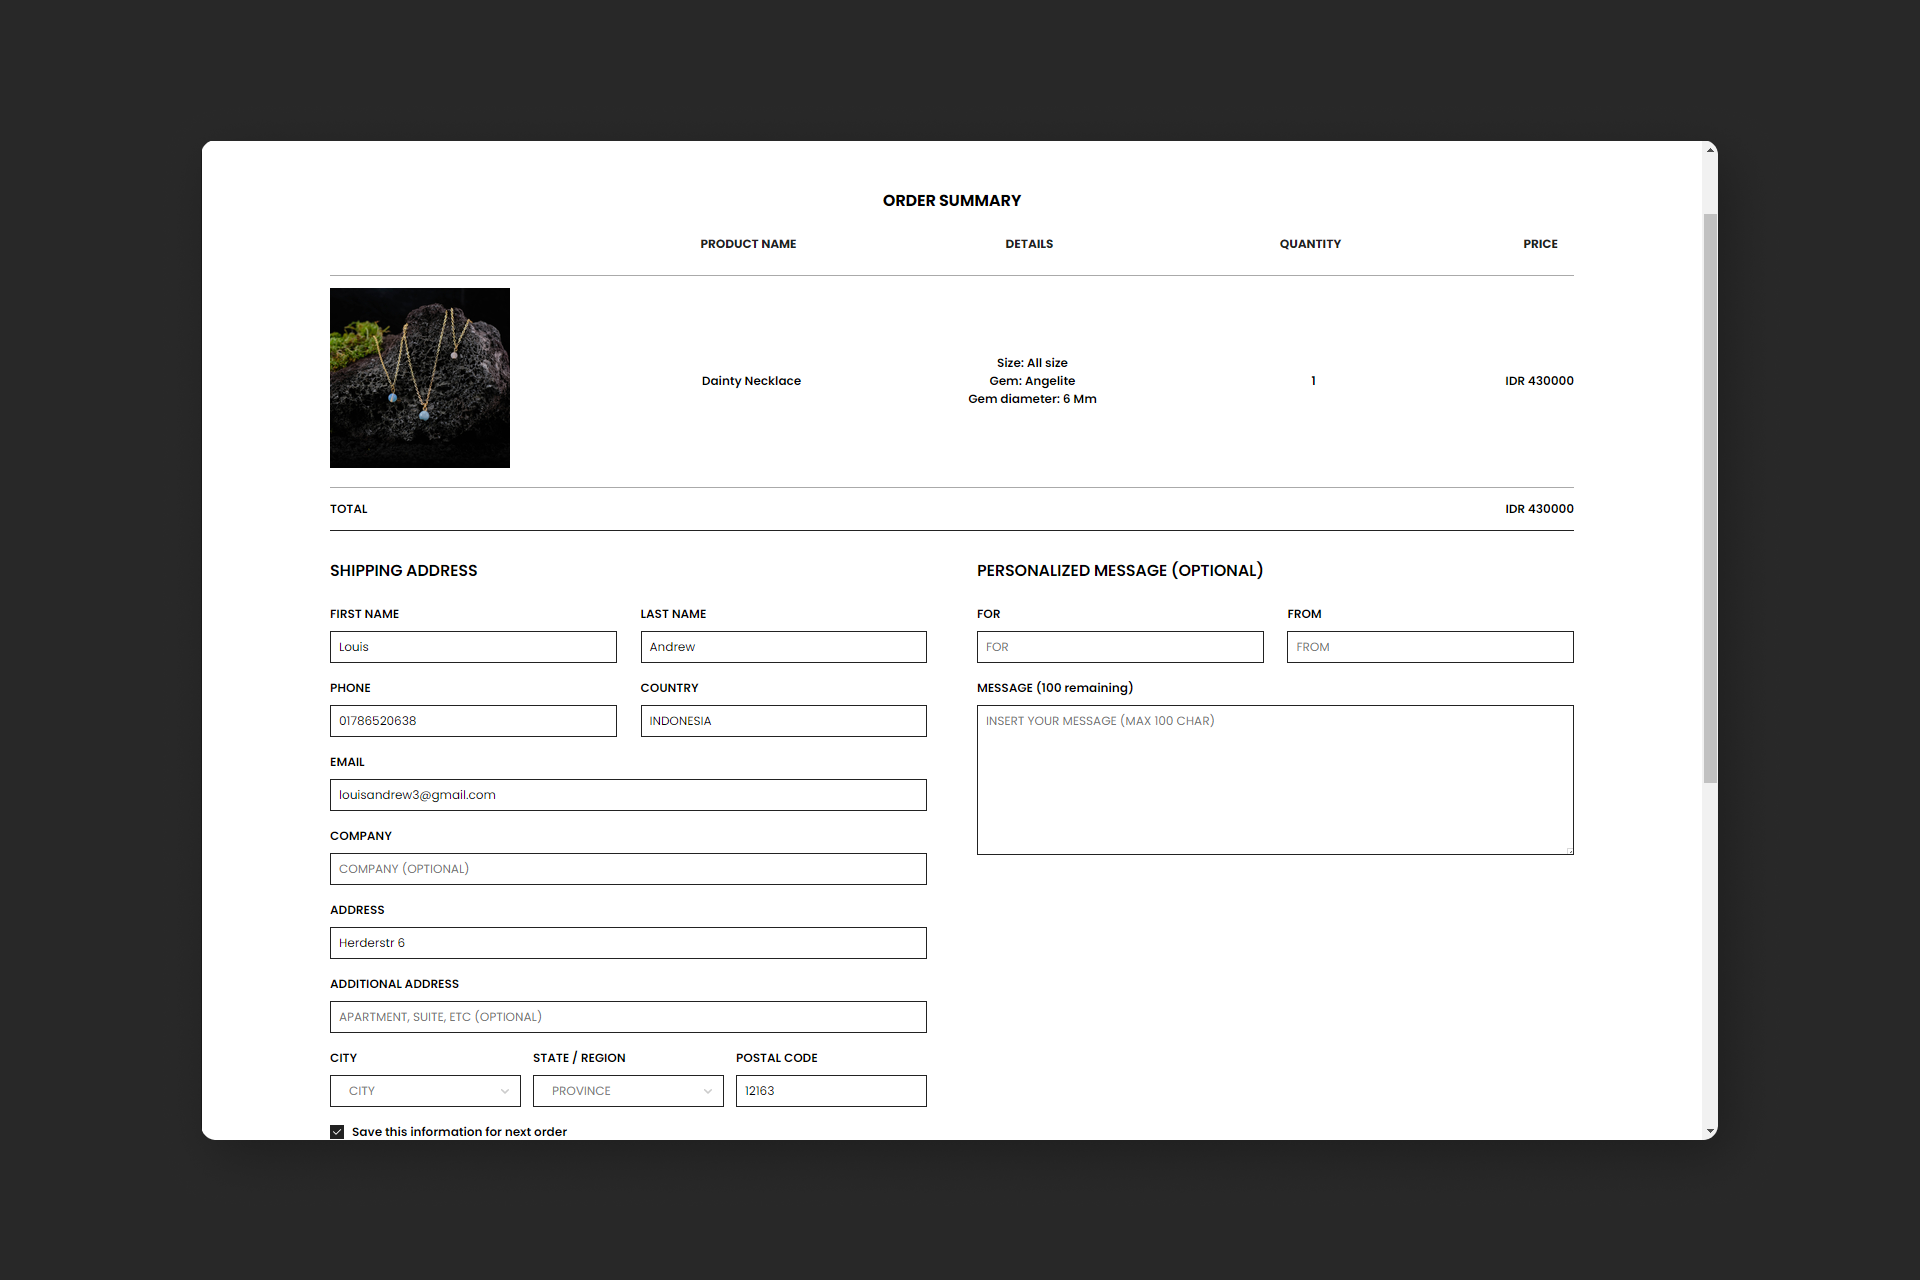 ORDER SUMMARY
PRODUCT NAME DETAILS QUANTITY PRICE
Size: All size
Dainty Necklace Gem: Angelite 1 IDR 430000
Gem diameter: 6 Mm
TOTAL IDR 430000
SHIPPING ADDRESS
FIRST NAME LAST NAME
Louis Andrew
PHONE COUNTRY
01786520638 INDONESIA
EMAIL
louisandrew3@gmail.com
COMPANY
COMPANY (OPTIONAL)
ADDRESS
Herderstr 6
ADDITIONAL ADDRESS
APARTMENT, SUITE, ETC (OPTIONAL)
CITY STATE / REGION POSTAL CODE
CITY PROVINCE 12163
Save this information for next order
PERSONALIZED MESSAGE (OPTIONAL)
FOR FROM
FOR FROM
MESSAGE (100 remaining)
INSERT YOUR MESSAGE (MAX 100 CHAR)